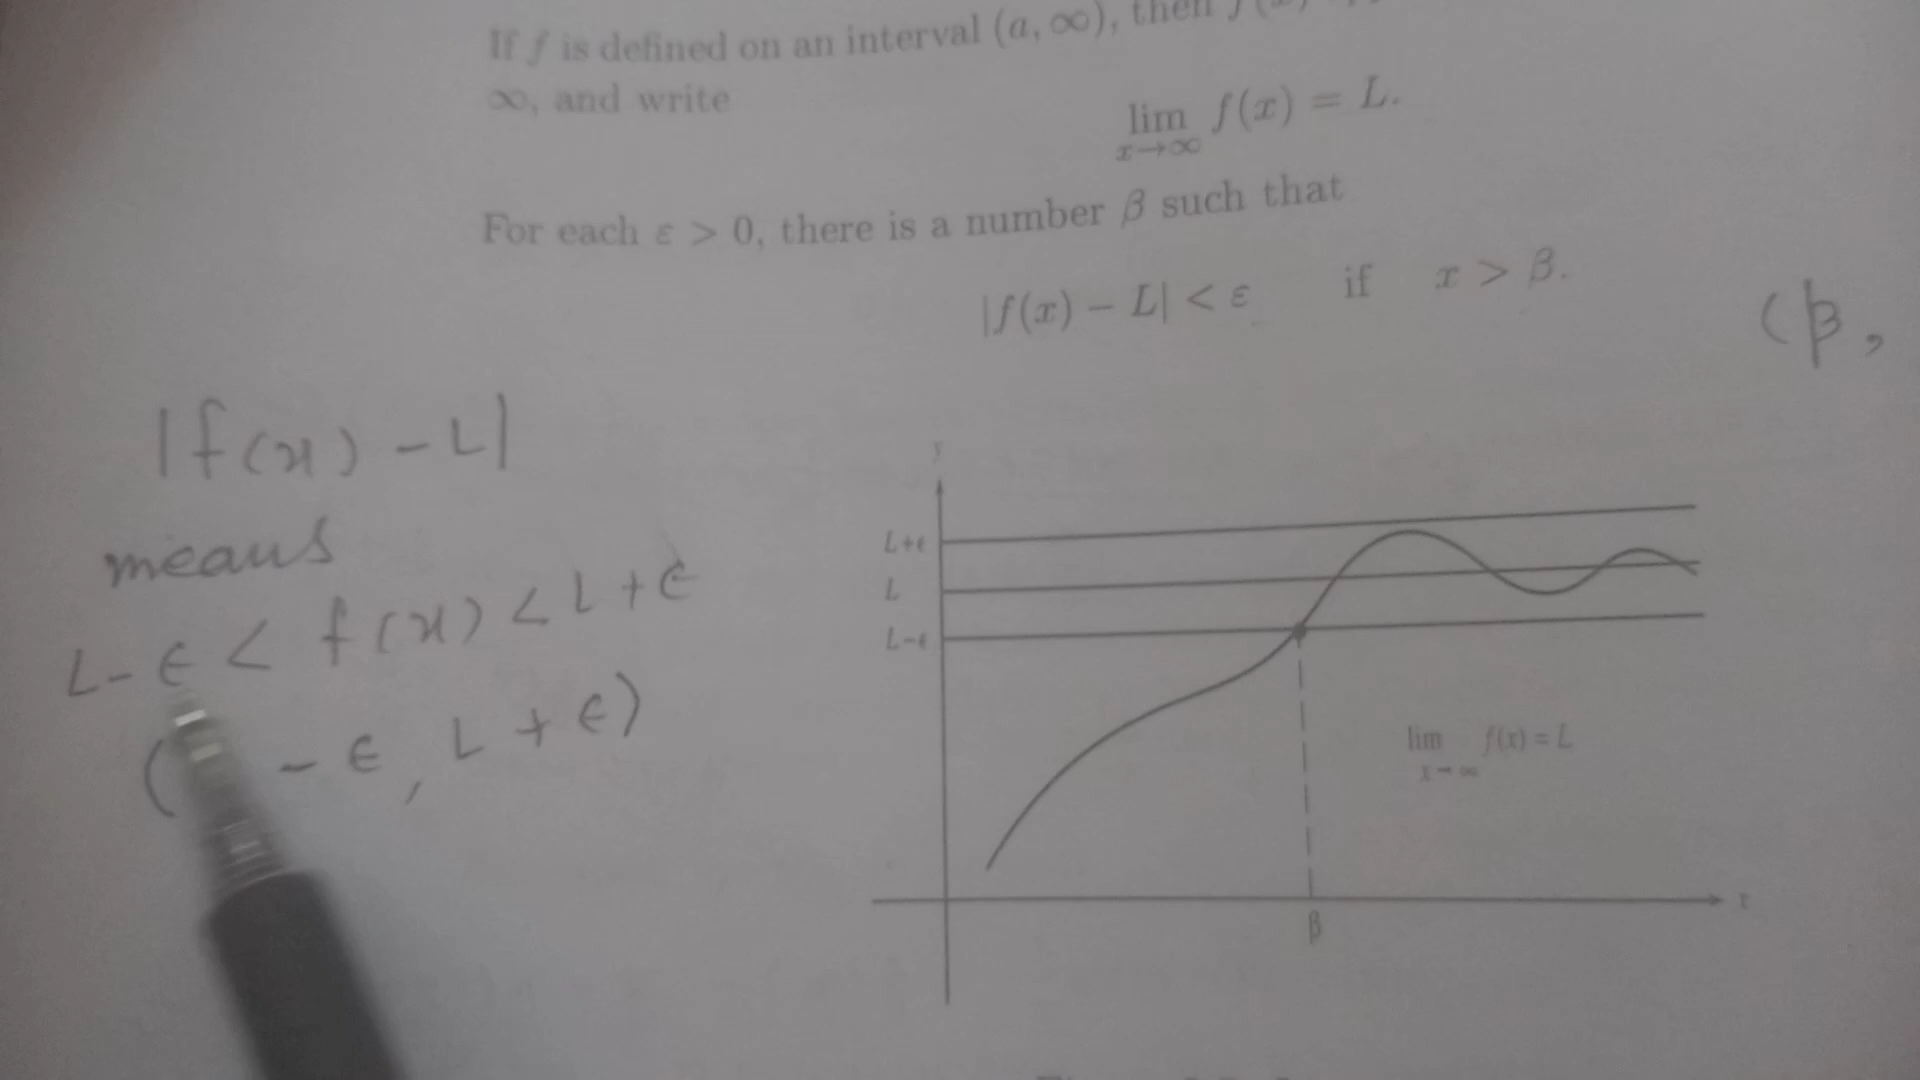 If f is defined on an interval (a, ∞), then
∞, and write
lim f(x) = L.
x→∞
For each ε > 0, there is a number β such that
|f(x) − L| < ε if x > β.
(β,
|f(x) - L|
means
L-ϵ < f(x) < L+ϵ
( - ϵ, L + ϵ)
y
L+ϵ
L
L-ϵ
lim f(x) = L
x→∞
x
β